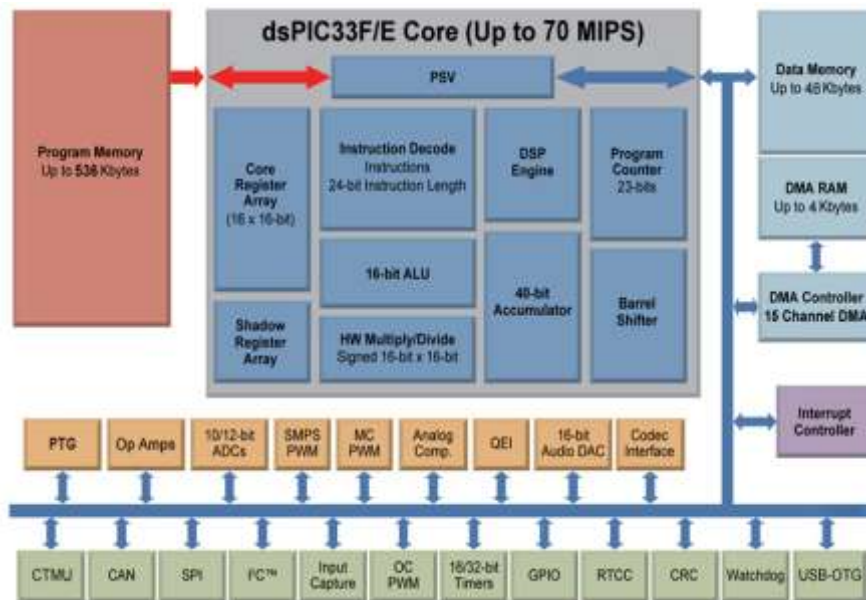 dsPIC33F/E Core (Up to 70 MIPS)
Program Memory
Up to 536 Kbytes
PSV
Core
Register
Array
(16 x 16-bit)
Instruction Decode
Instructions
24-bit Instruction Length
DSP
Engine
Program
Counter
23-bits
16-bit ALU
40-bit
Accumulator
Barrel
Shifter
Shadow
Register
Array
HW Multiply/Divide
Signed 16-bit x 16-bit
Data Memory
Up to 48 Kbytes
DMA RAM
Up to 4 Kbytes
DMA Controller
15 Channel DMA
Interrupt
Controller
PTG
Op Amps
10/12-bit
ADCs
SMPS
PWM
MC
PWM
Analog
Comp.
QEI
16-bit
Audio DAC
Codec
Interface
CTMU
CAN
SPI
I²C™
Input
Capture
OC
PWM
16/32-bit
Timers
GPIO
RTCC
CRC
Watchdog
USB-OTG